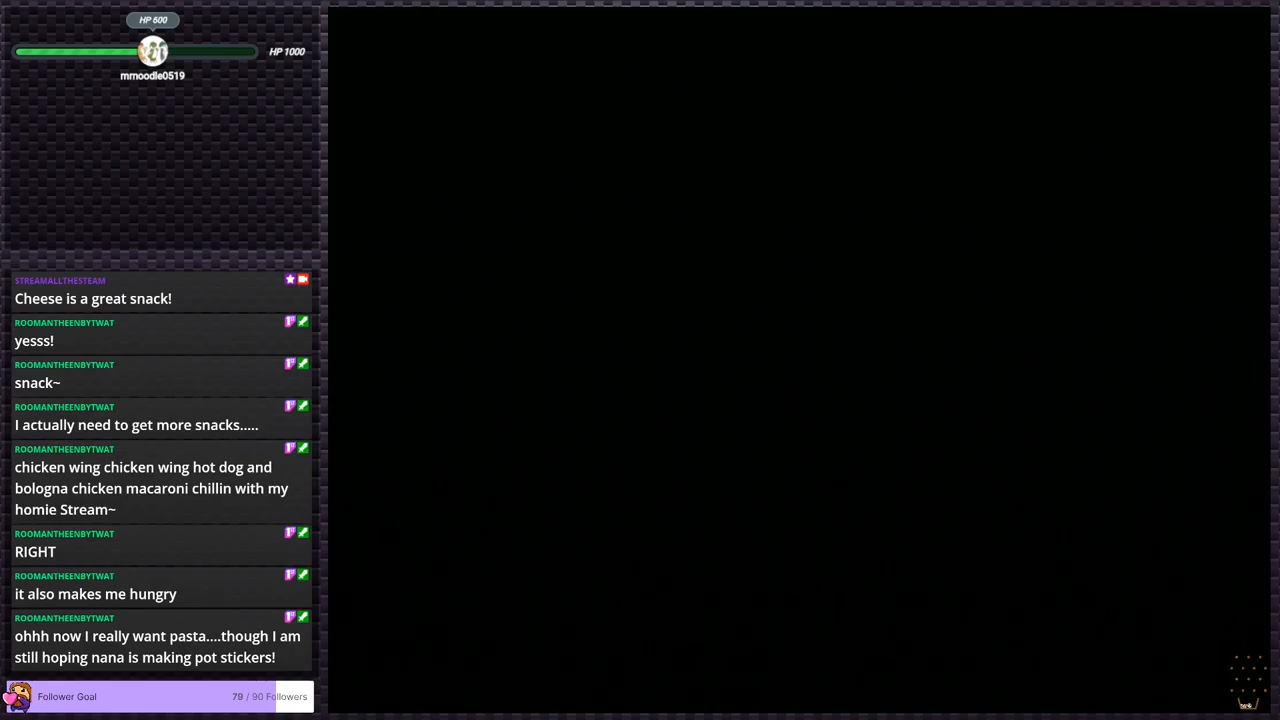 HP 600
HP 1000
mrnoodle0519
STREAMALLTHESTEAM
Cheese is a great snack!
ROOMANTHEENBYTWAT
yesss!
ROOMANTHEENBYTWAT
snack~
ROOMANTHEENBYTWAT
I actually need to get more snacks.....
ROOMANTHEENBYTWAT
chicken wing chicken wing hot dog and
bologna chicken macaroni chillin with my
homie Stream~
ROOMANTHEENBYTWAT
RIGHT
ROOMANTHEENBYTWAT
it also makes me hungry
ROOMANTHEENBYTWAT
ohhh now I really want pasta....though I am
still hoping nana is making pot stickers!
Follower Goal
79 / 90 Followers